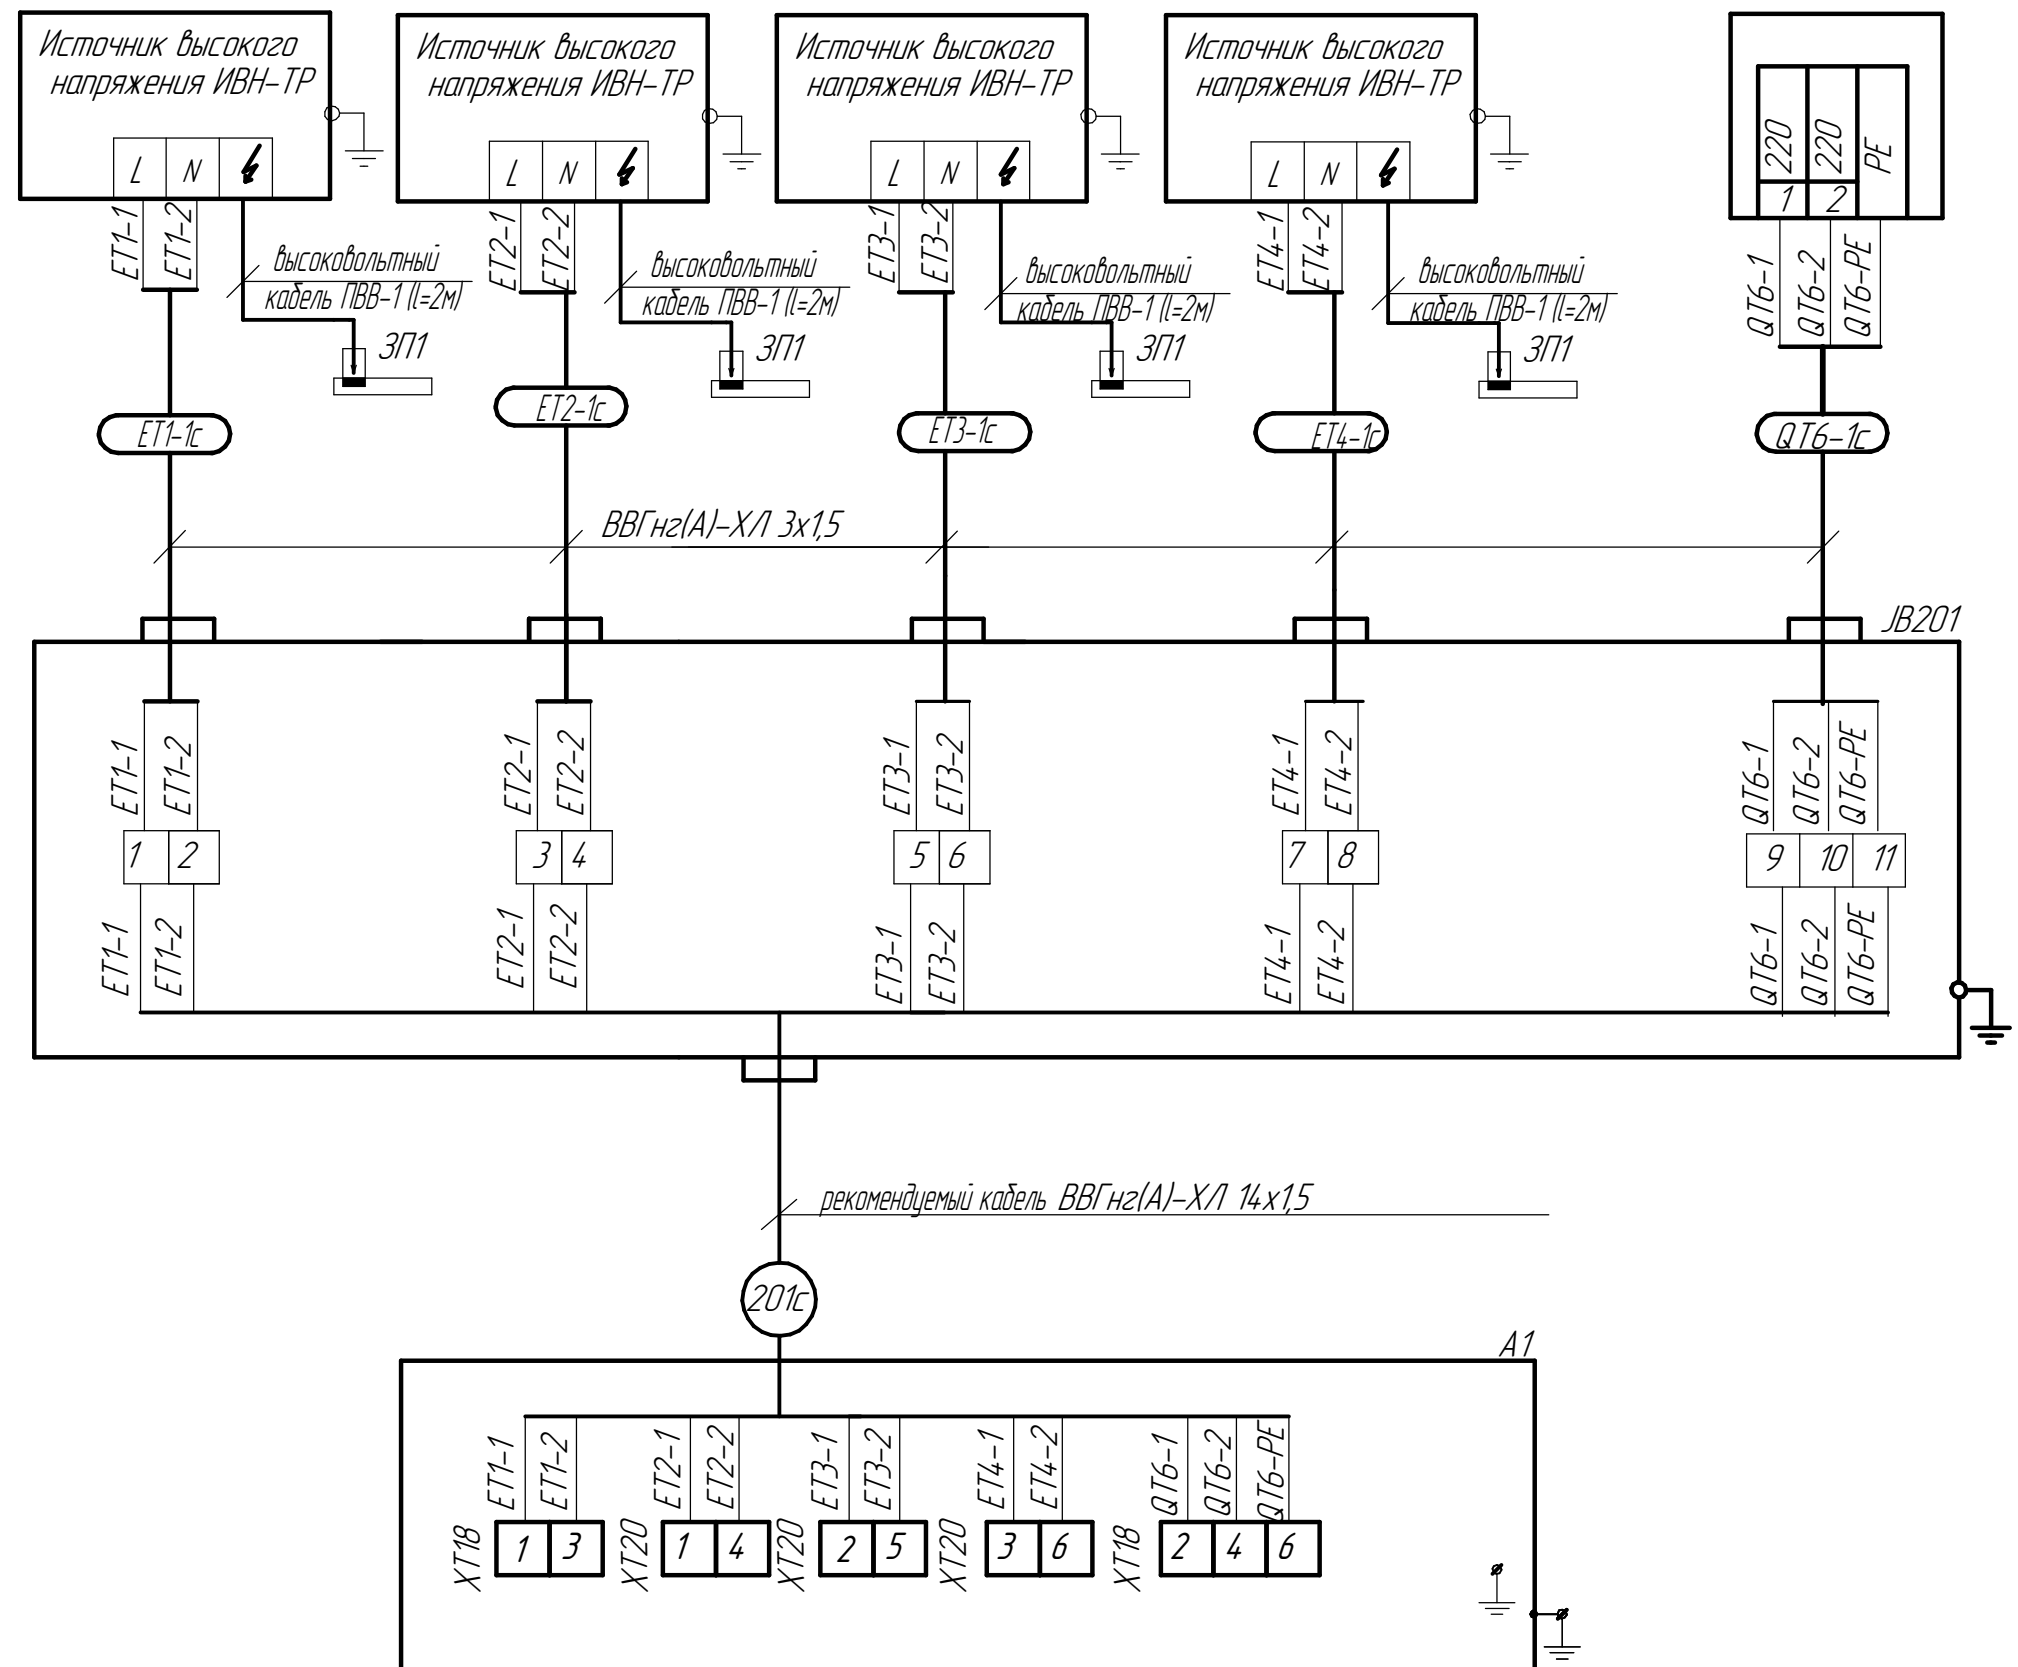 Источник высокого
напряжения ИВН-ТР
L N
Источник высокого
напряжения ИВН-ТР
L N
Источник высокого
напряжения ИВН-ТР
L N
Источник высокого
напряжения ИВН-ТР
L N
220 220 PE
1 2
ET1-1 ET1-2
высоковольтный
кабель ПВВ-1 (l=2м)
ЗП1
ET2-1 ET2-2
высоковольтный
кабель ПВВ-1 (l=2м)
ЗП1
ET3-1 ET3-2
высоковольтный
кабель ПВВ-1 (l=2м)
ЗП1
ET4-1 ET4-2
высоковольтный
кабель ПВВ-1 (l=2м)
ЗП1
QT6-1 QT6-2 QT6-PE
ET1-1с ET2-1с ET3-1с ET4-1с QT6-1с
ВВГнг(А)-ХЛ 3х1,5
JB201
ET1-1 ET1-2 ET2-1 ET2-2 ET3-1 ET3-2 ET4-1 ET4-2 QT6-1 QT6-2 QT6-PE
1 2 3 4 5 6 7 8 9 10 11
ET1-1 ET1-2 ET2-1 ET2-2 ET3-1 ET3-2 ET4-1 ET4-2 QT6-1 QT6-2 QT6-PE
рекомендуемый кабель ВВГнг(А)-ХЛ 14х1,5
201с
A1
ET1-1 ET1-2 ET2-1 ET2-2 ET3-1 ET3-2 ET4-1 ET4-2 QT6-1 QT6-2 QT6-PE
XT18 1 3 XT20 1 4 XT20 2 5 XT20 3 6 XT18 2 4 6